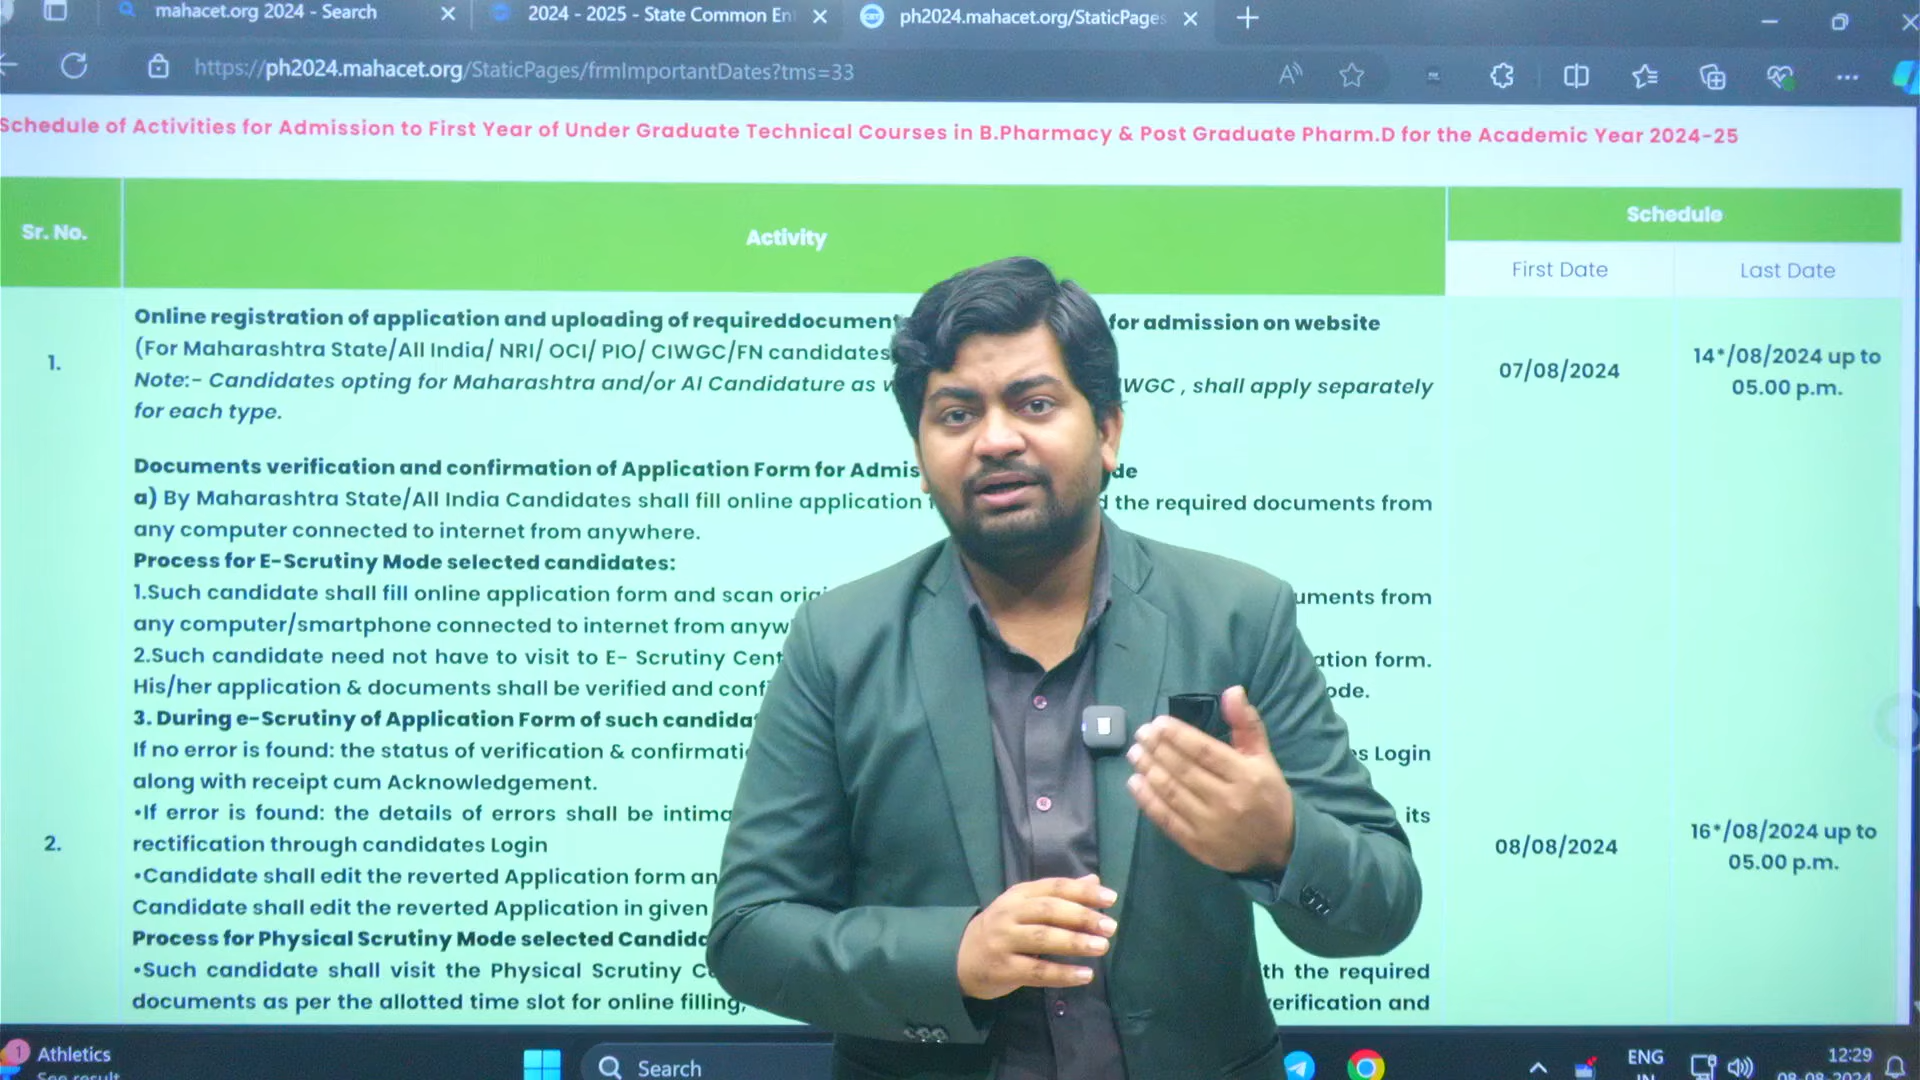 mahacet.org 2024 - Search
2024 - 2025 - State Common En
ph2024.mahacet.org/StaticPages
https://ph2024.mahacet.org/StaticPages/frmImportantDates?tms=33
Schedule of Activities for Admission to First Year of Under Graduate Technical Courses in B.Pharmacy & Post Graduate Pharm.D for the Academic Year 2024-25
Sr. No.
Activity
Schedule
First Date
Last Date
1.
Online registration of application and uploading of requireddocument for admission on website
(For Maharashtra State/All India/ NRI/ OCI/ PIO/ CIWGC/FN candidates
Note:- Candidates opting for Maharashtra and/or AI Candidature as IWGC , shall apply separately
for each type.
07/08/2024
14*/08/2024 up to
05.00 p.m.
2.
Documents verification and confirmation of Application Form for Admis de
a) By Maharashtra State/All India Candidates shall fill online application the required documents from
any computer connected to internet from anywhere.
Process for E-Scrutiny Mode selected candidates:
1.Such candidate shall fill online application form and scan uments from
any computer/smartphone connected to internet from
2.Such candidate need not have to visit to E- Scrutiny Cent ation form.
His/her application & documents shall be verified and ode.
3. During e-Scrutiny of Application Form of such
If no error is found: the status of verification & Login
along with receipt cum Acknowledgement.
•If error is found: the details of errors shall be its
rectification through candidates Login
•Candidate shall edit the reverted Application form
Candidate shall edit the reverted Application in given
Process for Physical Scrutiny Mode selected
•Such candidate shall visit the Physical Scrutiny the required
documents as per the allotted time slot for online filling, verification and
08/08/2024
16*/08/2024 up to
05.00 p.m.
1
Athletics
See result
Search
ENG
IN
12:29
08-08-2024